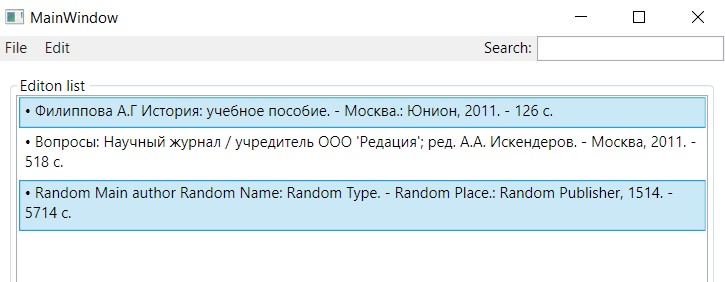 MainWindow
File Edit Search:
Editon list
• Филиппова А.Г История: учебное пособие. - Москва.: Юнион, 2011. - 126 с.
• Вопросы: Научный журнал / учредитель ООО 'Редация'; ред. А.А. Искендеров. - Москва, 2011. -
518 с.
• Random Main author Random Name: Random Type. - Random Place.: Random Publisher, 1514. -
5714 с.